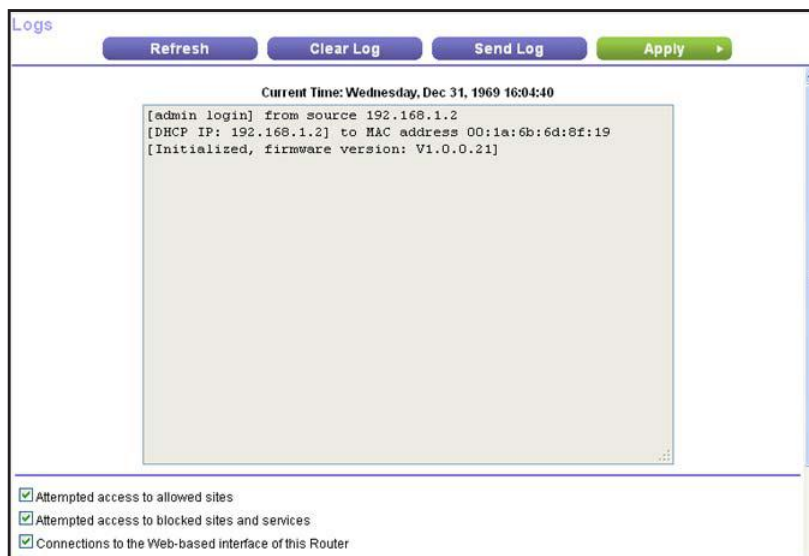 Logs
Refresh Clear Log Send Log Apply
Current Time: Wednesday, Dec 31, 1969 16:04:40
[admin login] from source 192.168.1.2
[DHCP IP: 192.168.1.2] to MAC address 00:1a:6b:6d:8f:19
[Initialized, firmware version: V1.0.0.21]
Attempted access to allowed sites
Attempted access to blocked sites and services
Connections to the Web-based interface of this Router